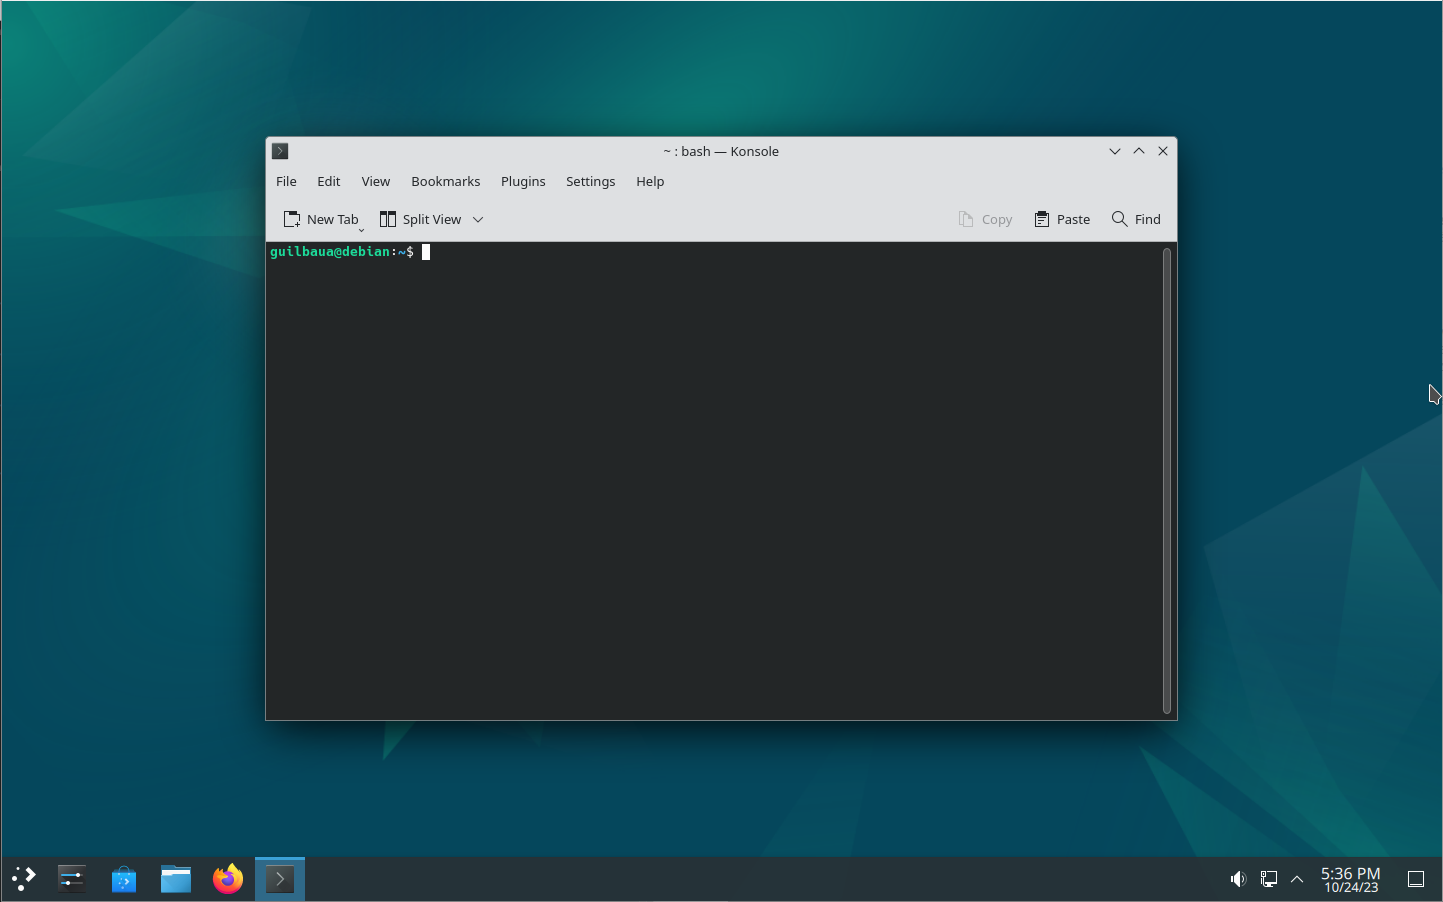 ~ : bash — Konsole
File Edit View Bookmarks Plugins Settings Help
New Tab Split View Copy Paste Find
guilbaua@debian:~$
5:36 PM
10/24/23